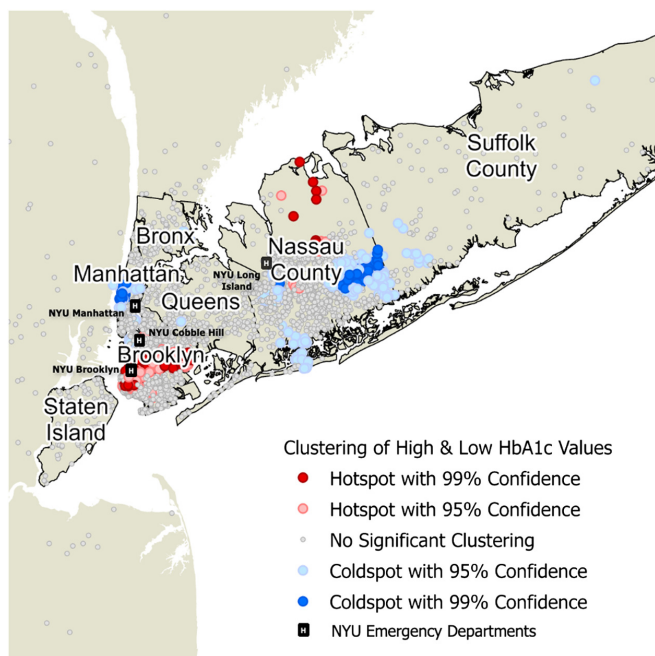 Suffolk
County
Bronx
Nassau
County
Manhattan
NYU Long
Island
Queens
NYU Manhattan
NYU Cobble Hill
Brooklyn
NYU Brooklyn
Staten
Island
Clustering of High & Low HbA1c Values
Hotspot with 99% Confidence
Hotspot with 95% Confidence
No Significant Clustering
Coldspot with 95% Confidence
Coldspot with 99% Confidence
H NYU Emergency Departments